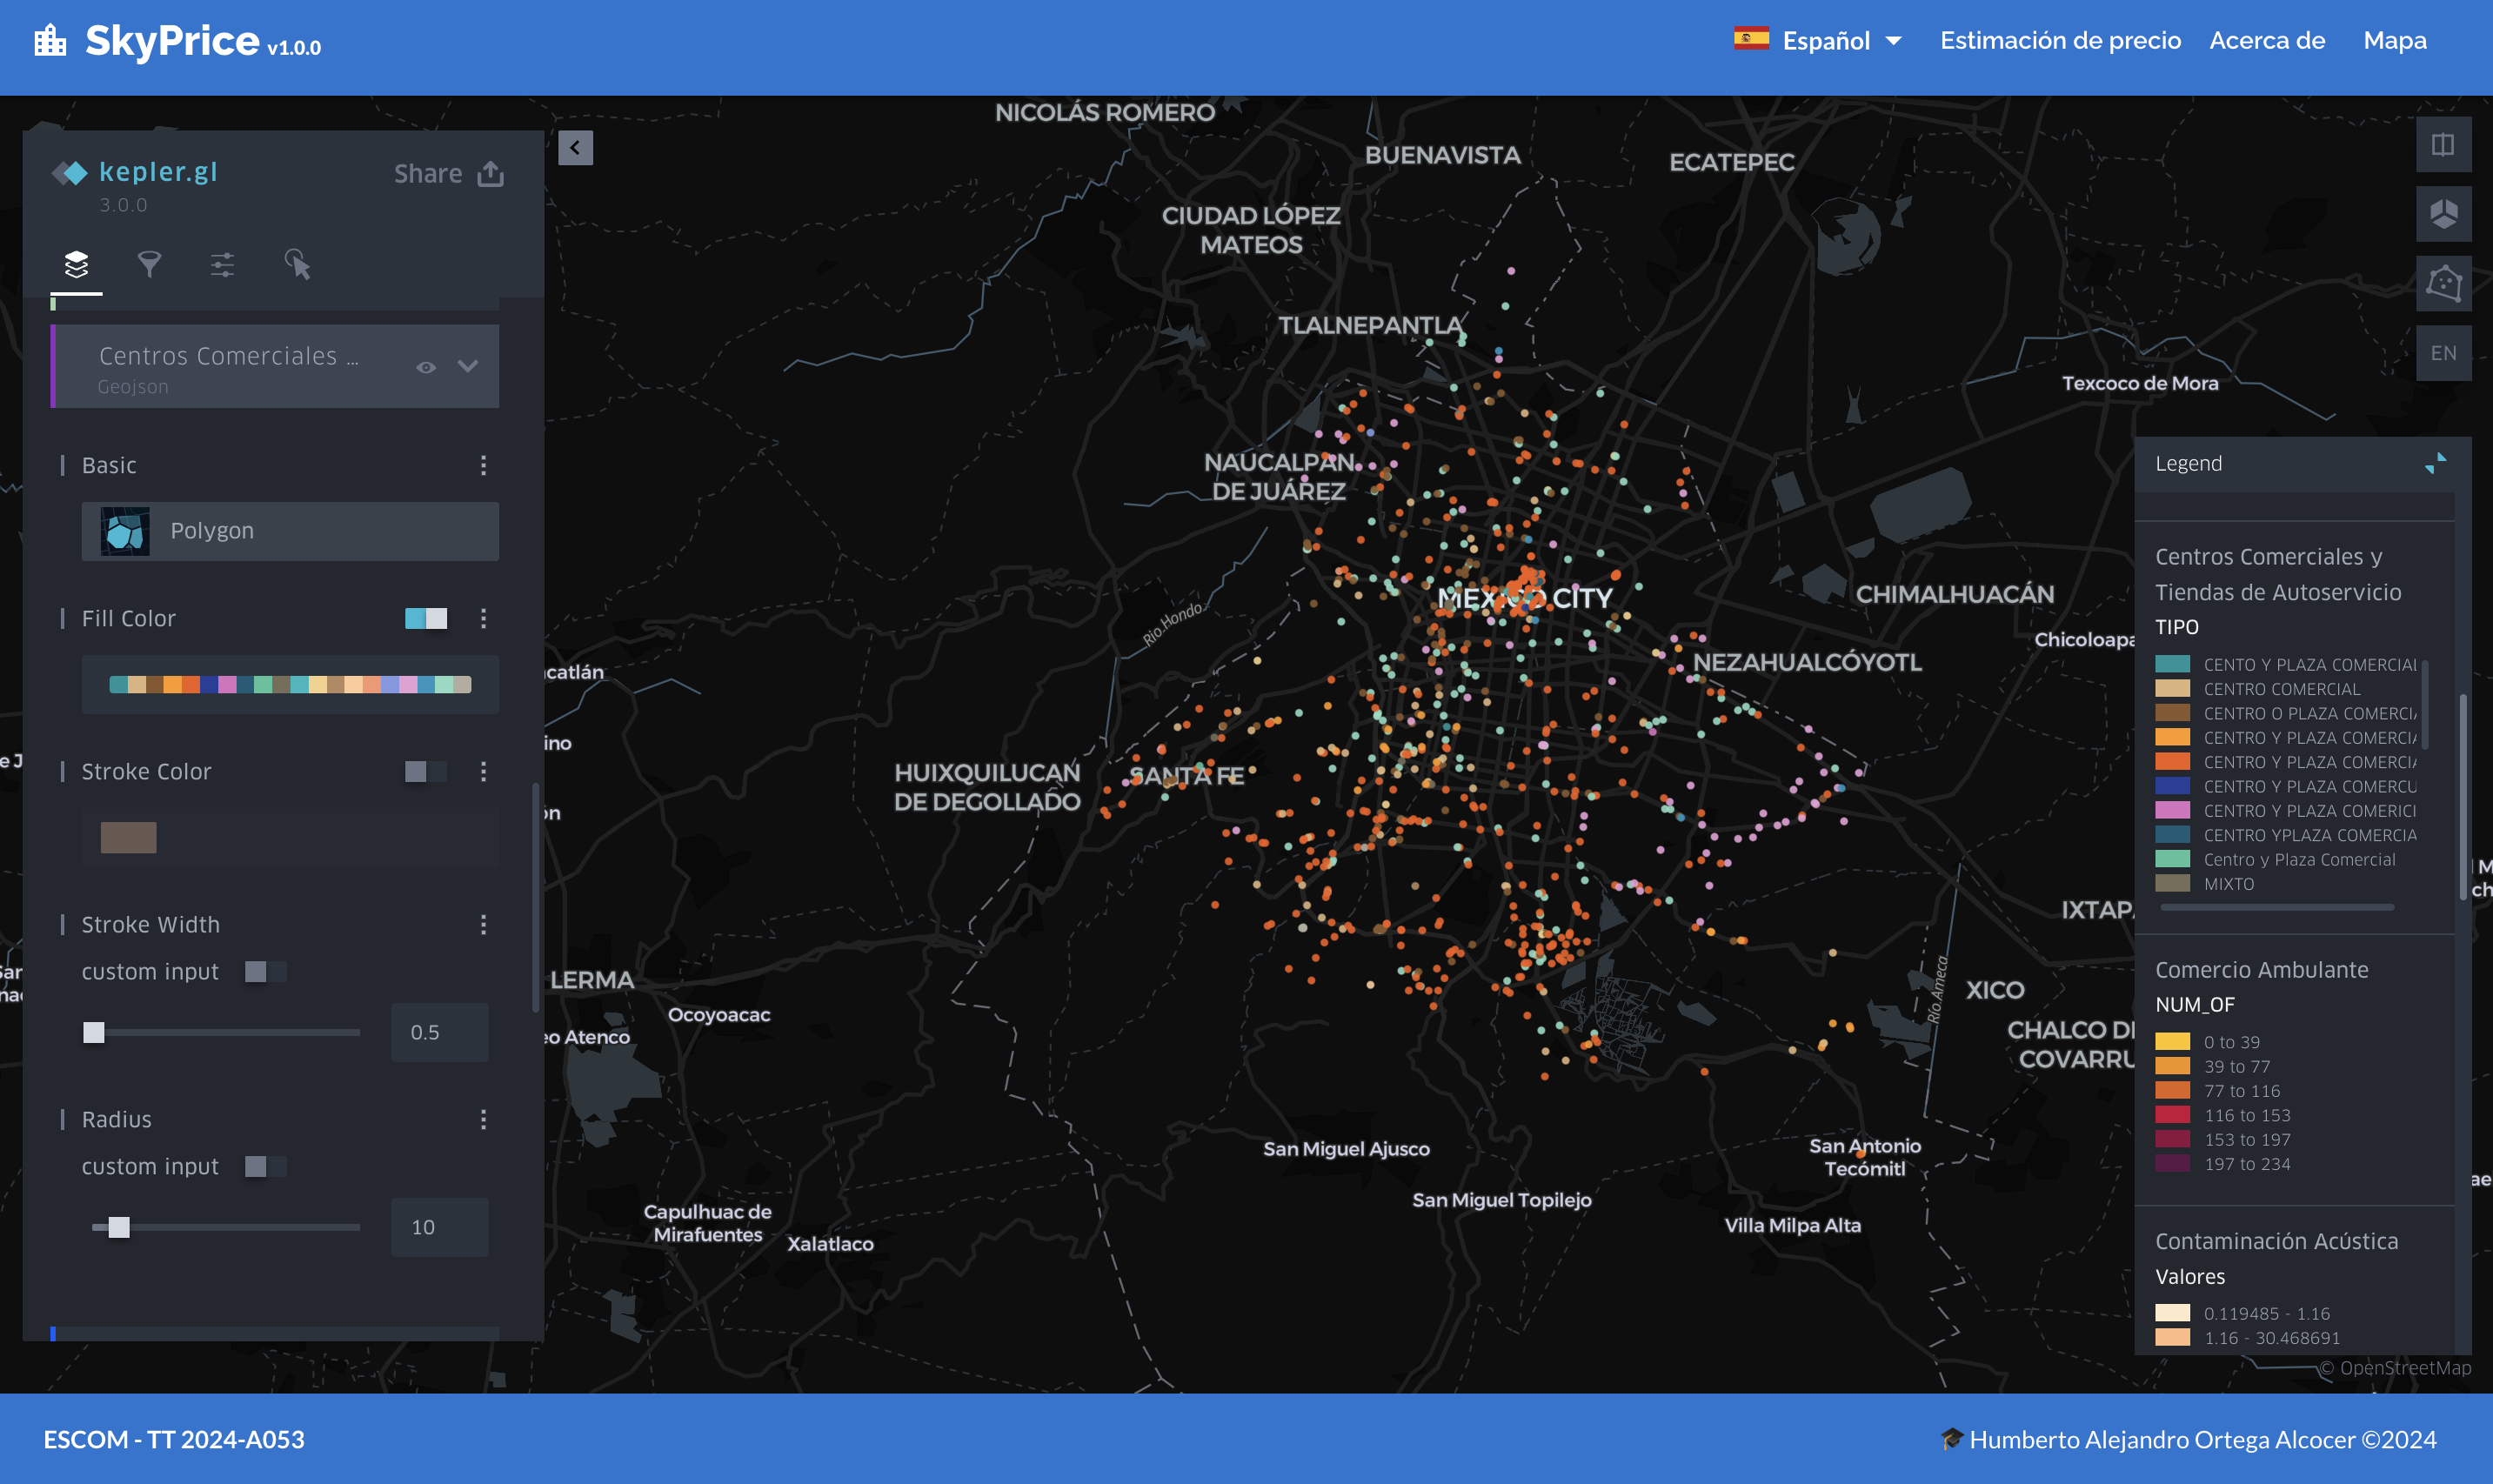 SkyPrice v1.0.0
Español
Estimación de precio
Acerca de
Mapa
kepler.gl
3.0.0
Share
Centros Comerciales ...
Geojson
Basic
Polygon
Fill Color
Stroke Color
Stroke Width
custom input
0.5
Radius
custom input
10
NICOLÁS ROMERO
BUENAVISTA
ECATEPEC
CIUDAD LÓPEZ
MATEOS
TLALNEPANTLA
Texcoco de Mora
NAUCALPAN
DE JUÁREZ
MEXICO CITY
CHIMALHUACÁN
Río Hondo
Chicoloapa
NEZAHUALCÓYOTL
catlán
ino
HUIXQUILUCAN
DE DEGOLLADO
SANTA FE
ón
IXTAPA
LERMA
XICO
Río Ameca
Ocoyoacac
eo Atenco
CHALCO DE
COVARRU
San Miguel Ajusco
San Antonio
Tecómitl
San Miguel Topilejo
Villa Milpa Alta
Capulhuac de
Mirafuentes
Xalatlaco
EN
Legend
Centros Comerciales y
Tiendas de Autoservicio
TIPO
CENTO Y PLAZA COMERCIAL
CENTRO COMERCIAL
CENTRO O PLAZA COMERCIA
CENTRO Y PLAZA COMERCIA
CENTRO Y PLAZA COMERCIA
CENTRO Y PLAZA COMERCU
CENTRO Y PLAZA COMERICI
CENTRO YPLAZA COMERCIA
Centro y Plaza Comercial
MIXTO
Comercio Ambulante
NUM_OF
0 to 39
39 to 77
77 to 116
116 to 153
153 to 197
197 to 234
Contaminación Acústica
Valores
0.119485 - 1.16
1.16 - 30.468691
© OpenStreetMap
ESCOM - TT 2024-A053
Humberto Alejandro Ortega Alcocer ©2024